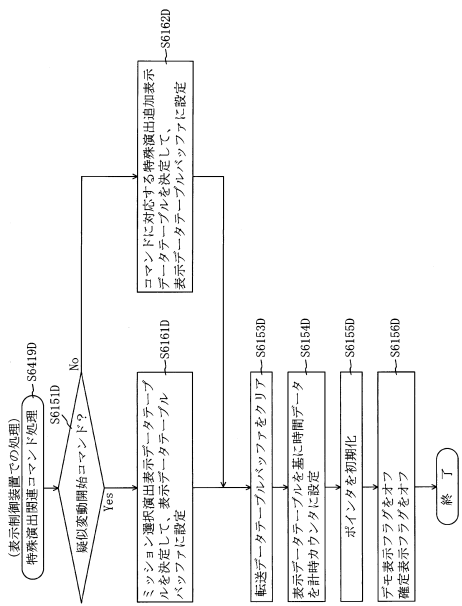 (表示制御装置での処理)
特殊演出関連コマンド処理
S6419D
S6151D
疑似変動開始コマンド?
No
Yes
ミッション選択演出表示データテーブ
ルを決定して、表示データテーブル
バッファに設定
S6161D
コマンドに対応する特殊演出追加表示
データテーブルを決定して、
表示データテーブルバッファに設定
S6162D
転送データテーブルバッファをクリア
S6153D
表示データテーブルを基に時間データ
を計時カウンタに設定
S6154D
ポインタを初期化
S6155D
デモ表示フラグをオフ
確定表示フラグをオフ
S6156D
終 了